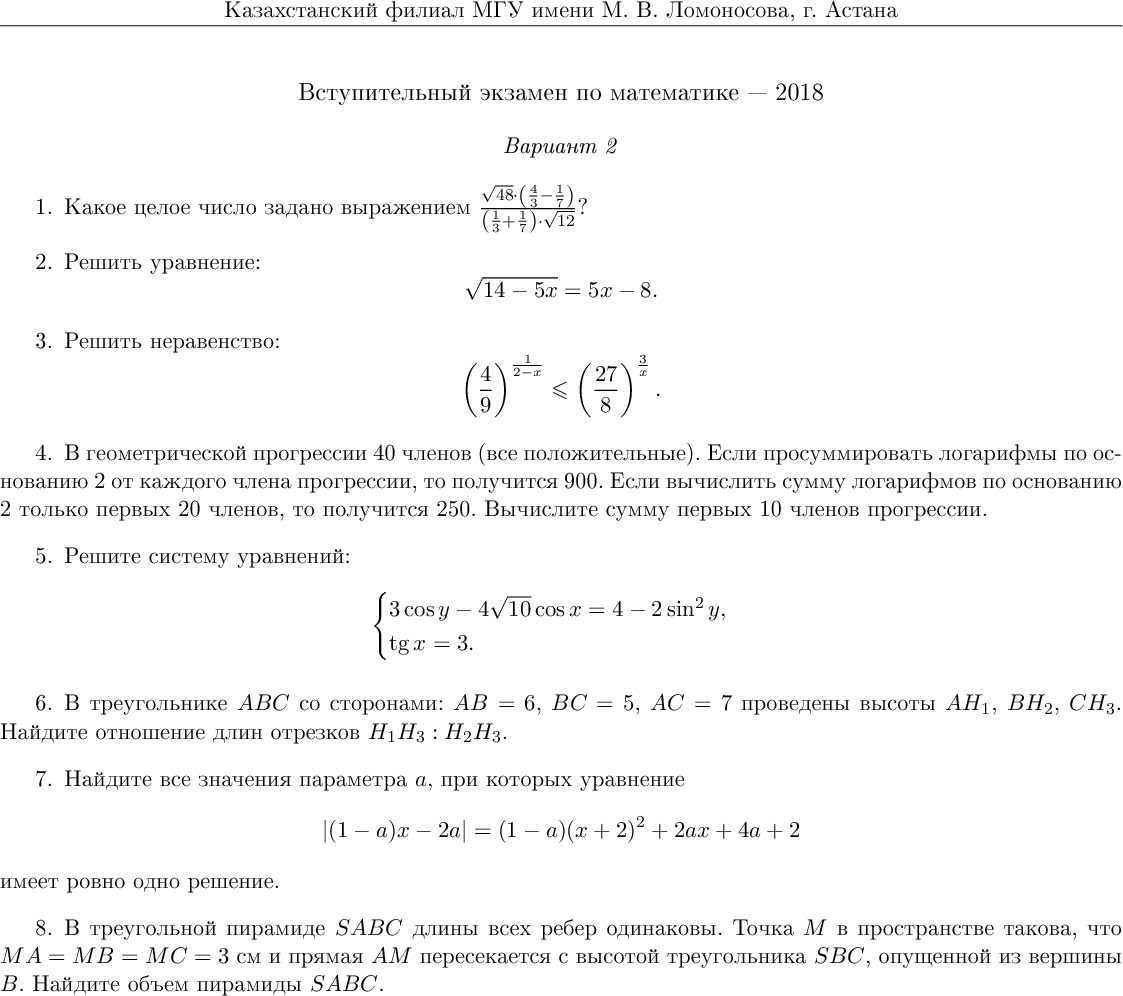 Казахстанский филиал МГУ имени М. В. Ломоносова, г. Астана
Вступительный экзамен по математике — 2018
Вариант 2
1. Какое целое число задано выражением $\frac{\sqrt{48}\cdot\left(\frac{4}{3}-\frac{1}{7}\right)}{\left(\frac{1}{3}+\frac{1}{7}\right)\cdot\sqrt{12}}$?
2. Решить уравнение:
$\sqrt{14-5x}=5x-8.$
3. Решить неравенство:
$\left(\frac{4}{9}\right)^{\frac{1}{2-x}} \leqslant \left(\frac{27}{8}\right)^{\frac{3}{x}}.$
4. В геометрической прогрессии 40 членов (все положительные). Если просуммировать логарифмы по ос-
нованию 2 от каждого члена прогрессии, то получится 900. Если вычислить сумму логарифмов по основанию
2 только первых 20 членов, то получится 250. Вычислите сумму первых 10 членов прогрессии.
5. Решите систему уравнений:
$\begin{cases}3\cos y-4\sqrt{10}\cos x=4-2\sin^2 y,\\ \operatorname{tg} x=3.\end{cases}$
6. В треугольнике $ABC$ со сторонами: $AB=6$, $BC=5$, $AC=7$ проведены высоты $AH_1$, $BH_2$, $CH_3$.
Найдите отношение длин отрезков $H_1H_3:H_2H_3$.
7. Найдите все значения параметра $a$, при которых уравнение
$|(1-a)x-2a|=(1-a)(x+2)^2+2ax+4a+2$
имеет ровно одно решение.
8. В треугольной пирамиде $SABC$ длины всех ребер одинаковы. Точка $M$ в пространстве такова, что
$MA=MB=MC=3$ см и прямая $AM$ пересекается с высотой треугольника $SBC$, опущенной из вершины
$B$. Найдите объем пирамиды $SABC$.